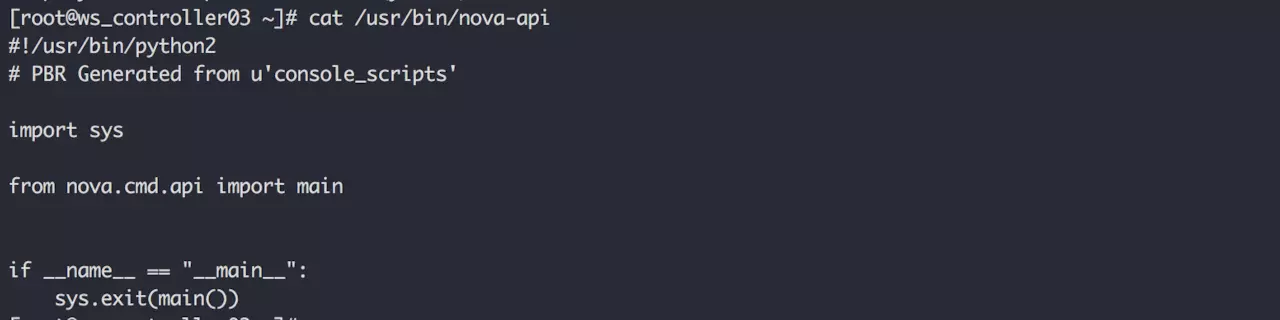 [root@ws_controller03 ~]# cat /usr/bin/nova-api
#!/usr/bin/python2
# PBR Generated from u'console_scripts'
import sys
from nova.cmd.api import main
if __name__ == "__main__":
    sys.exit(main())